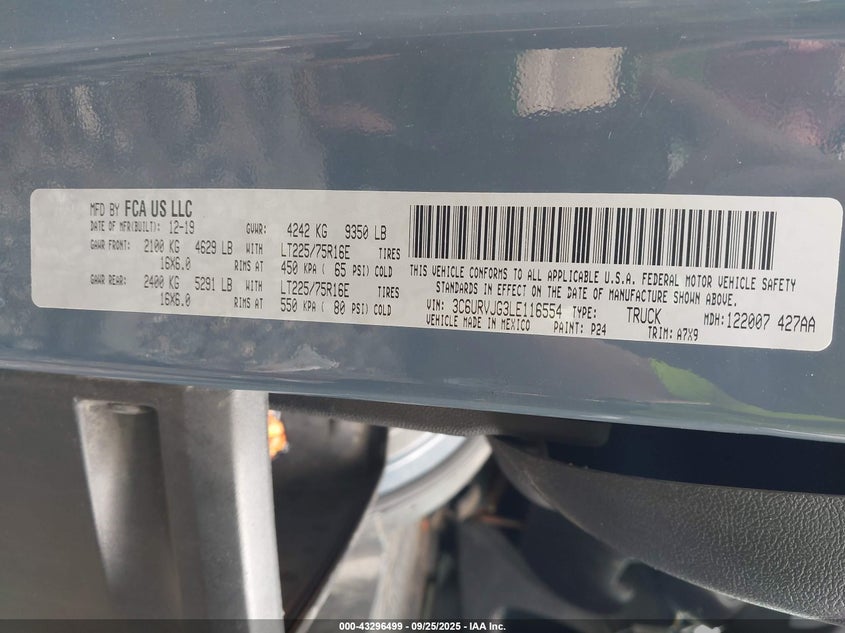 MFD BY FCA US LLC
DATE OF MFR(BUILT): 12-19 GVWR: 4242 KG 9350 LB
GAWR FRONT: 2100 KG 4629 LB WITH LT225/75R16E TIRES
16X6.0 RIMS AT 450 KPA ( 65 PSI) COLD
GAWR REAR: 2400 KG 5291 LB WITH LT225/75R16E TIRES
16X6.0 RIMS AT 550 KPA ( 80 PSI) COLD
THIS VEHICLE CONFORMS TO ALL APPLICABLE U.S.A. FEDERAL MOTOR VEHICLE SAFETY
STANDARDS IN EFFECT ON THE DATE OF MANUFACTURE SHOWN ABOVE.
VIN: 3C6URVJG3LE116554 TYPE: TRUCK MDH: 122007 427AA
VEHICLE MADE IN MEXICO PAINT: P24 TRIM: A7X9
000-43296499 - 09/25/2025 - IAA Inc.